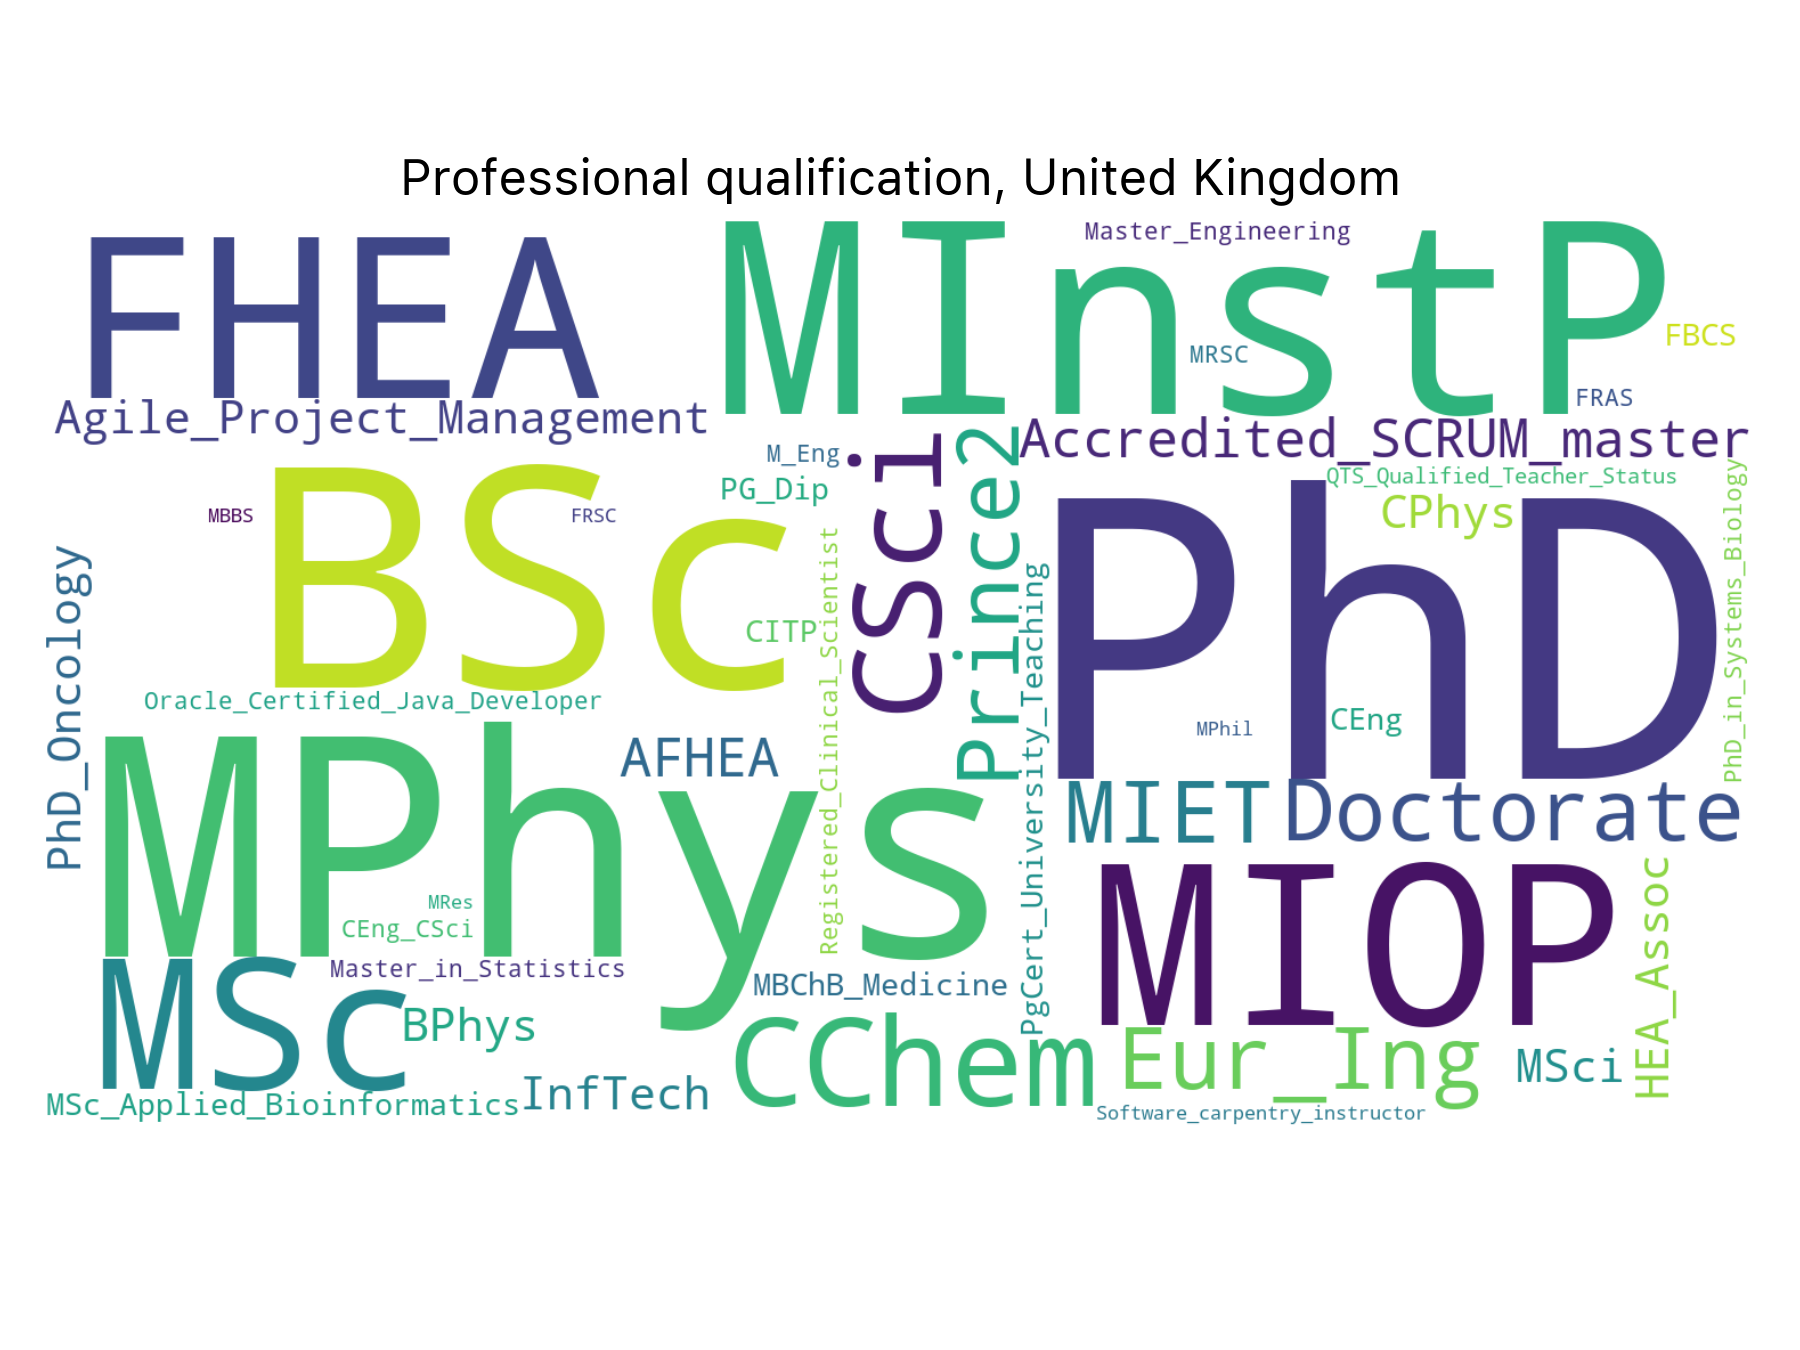 Professional qualification, United Kingdom
FHEA
MInstP
Master_Engineering
MRSC
FBCS
FRAS
Agile_Project_Management
Accredited_SCRUM_master
M_Eng
PG_Dip
QTS_Qualified_Teacher_Status
CPhys
MBBS
BSc
FRSC
CITP
CSci
Prince2
PhD
PhD_in_Systems_Biology
PhD_Oncology
Registered_Clinical_Scientist
PgCert_University_Teaching
Oracle_Certified_Java_Developer
MPhil
CEng
AFHEA
MPhys
MIET
Doctorate
MRes
CEng_CSci
MIOP
HEA_Assoc
MSc
Master_in_Statistics
MBChB_Medicine
BPhys
CChem
Eur_Ing
MSci
InfTech
MSc_Applied_Bioinformatics
Software_carpentry_instructor